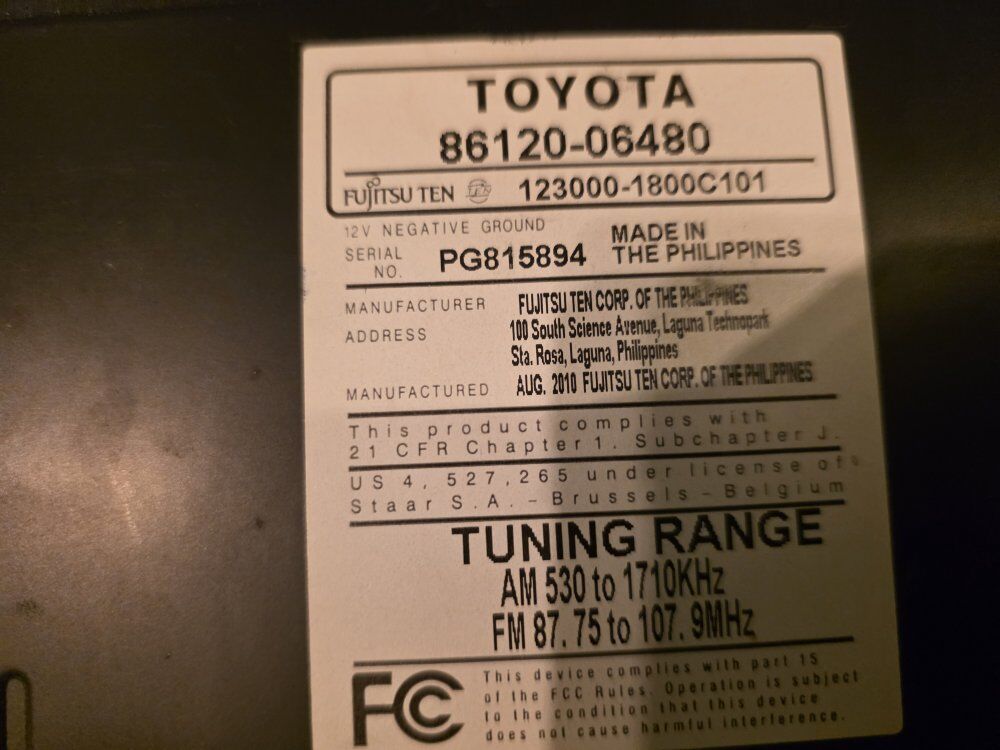 TOYOTA
86120-06480
FUJITSU TEN TEN 123000-1800C101
12V NEGATIVE GROUND
SERIAL NO. PG815894
MADE IN
THE PHILIPPINES
MANUFACTURER FUJITSU TEN CORP. OF THE PHILIPPINES
ADDRESS 100 South Science Avenue, Laguna Technopark
Sta. Rosa, Laguna, Philippines
MANUFACTURED AUG. 2010 FUJITSU TEN CORP. OF THE PHILIPPINES
This product complies with
21 CFR Chapter 1. Subchapter J.
US 4, 527, 265 under license of
Staar S.A. - Brussels - Belgium
TUNING RANGE
AM 530 to 1710KHz
FM 87. 75 to 107. 9MHz
FC
This device complies with part 15
of the FCC Rules. Operation is subject
to the condition that this device
does not cause harmful interference.